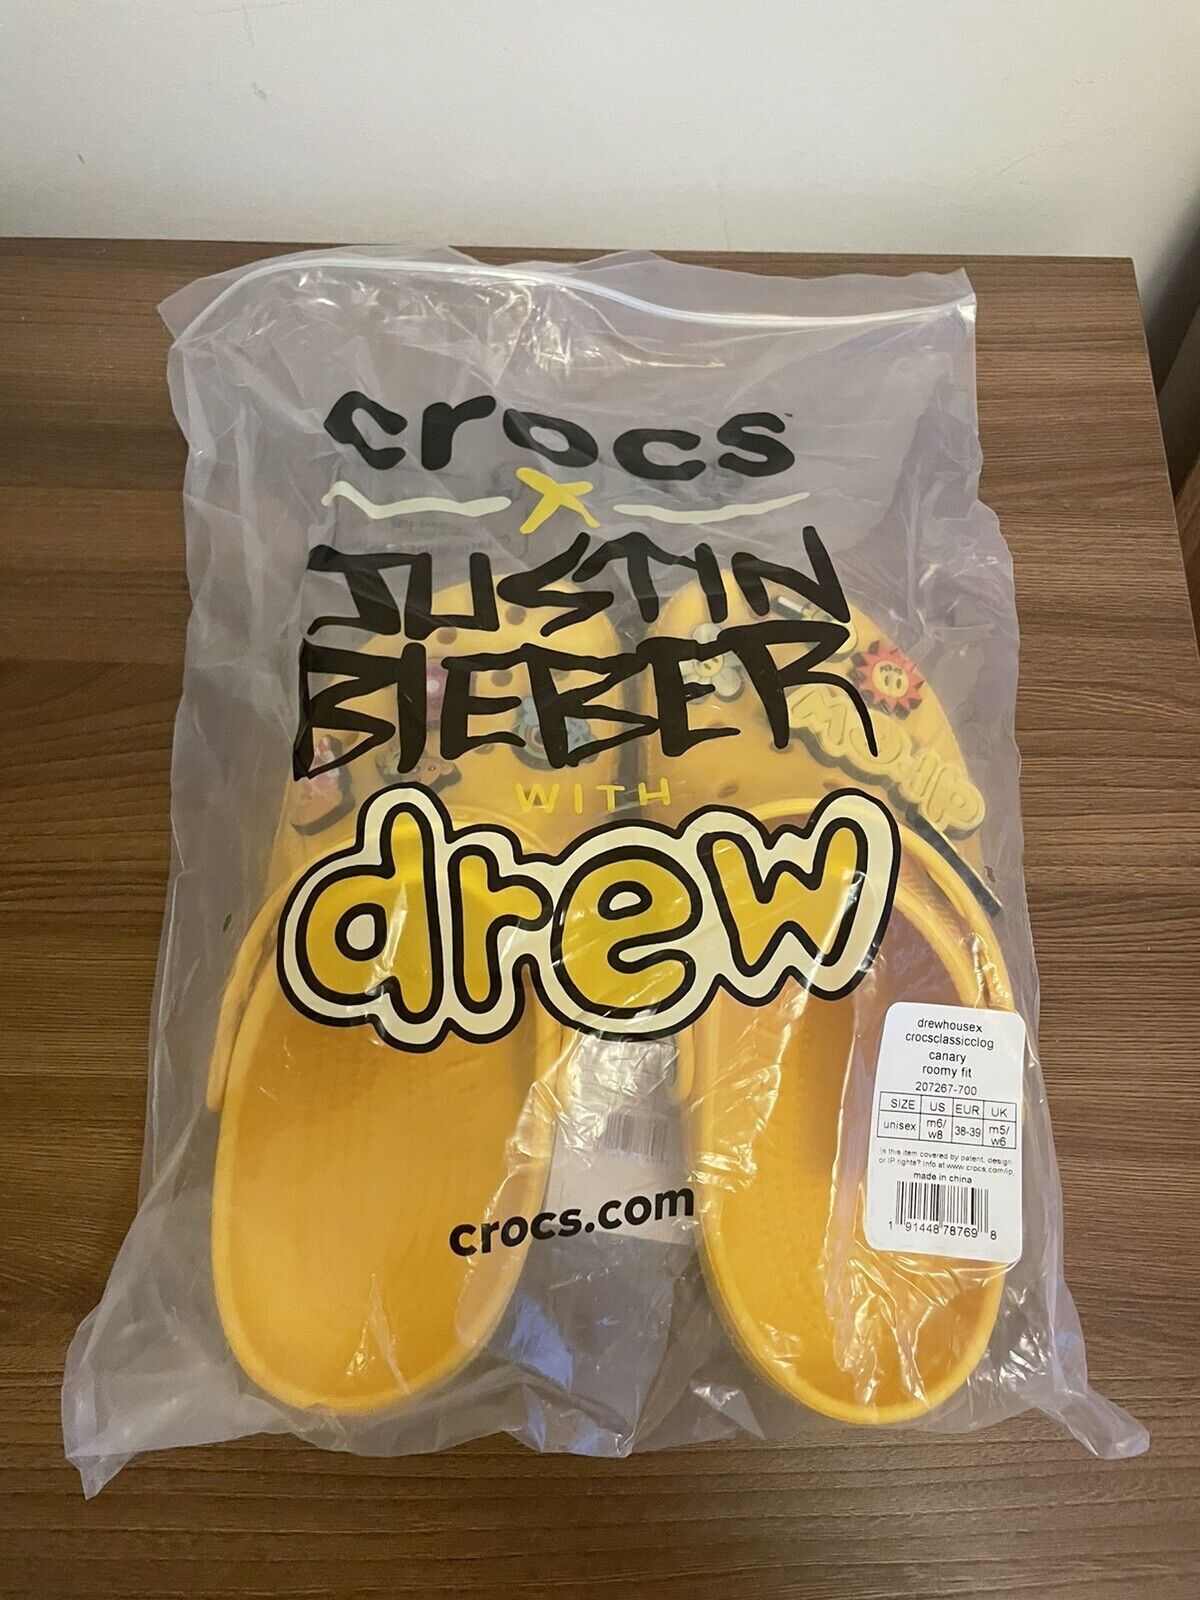 crocs™
x
JUSTIN
BIEBER
WITH
drew
crocs.com
drewhousex
crocsclassicclog
canary
roomy fit
207267-700
SIZE US EUR UK
unisex m6/w8 38-39 m5/w6
Is this item covered by patent, design
or IP rights? Info at www.crocs.com/ip.
made in china
1 91448 78769 8